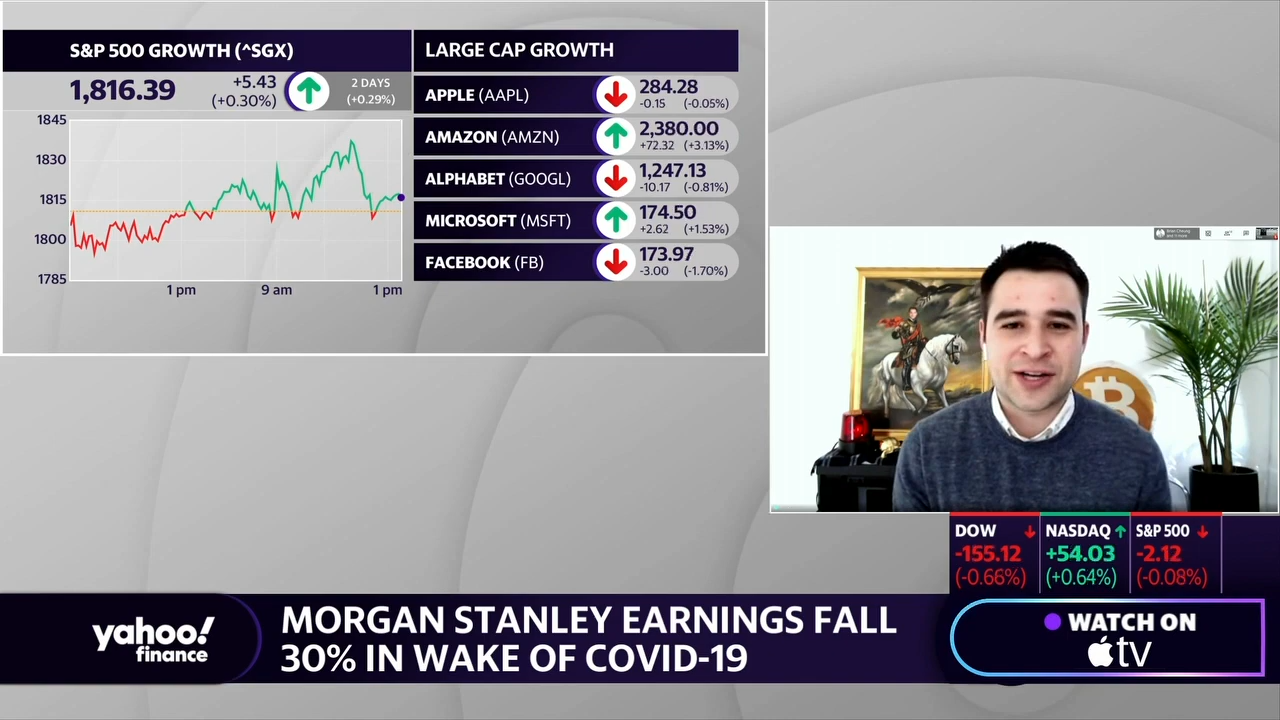 S&P 500 GROWTH (^SGX)
1,816.39
+5.43
(+0.30%)
2 DAYS
(+0.29%)
1845
1830
1815
1800
1785
1 pm
9 am
1 pm
LARGE CAP GROWTH
APPLE (AAPL)
284.28
-0.15 (-0.05%)
AMAZON (AMZN)
2,380.00
+72.32 (+3.13%)
ALPHABET (GOOGL)
1,247.13
-10.17 (-0.81%)
MICROSOFT (MSFT)
174.50
+2.62 (+1.53%)
FACEBOOK (FB)
173.97
-3.00 (-1.70%)
B
DOW
-155.12
(-0.66%)
NASDAQ
+54.03
(+0.64%)
S&P 500
-2.12
(-0.08%)
yahoo!
finance
MORGAN STANLEY EARNINGS FALL
30% IN WAKE OF COVID-19
WATCH ON
tv